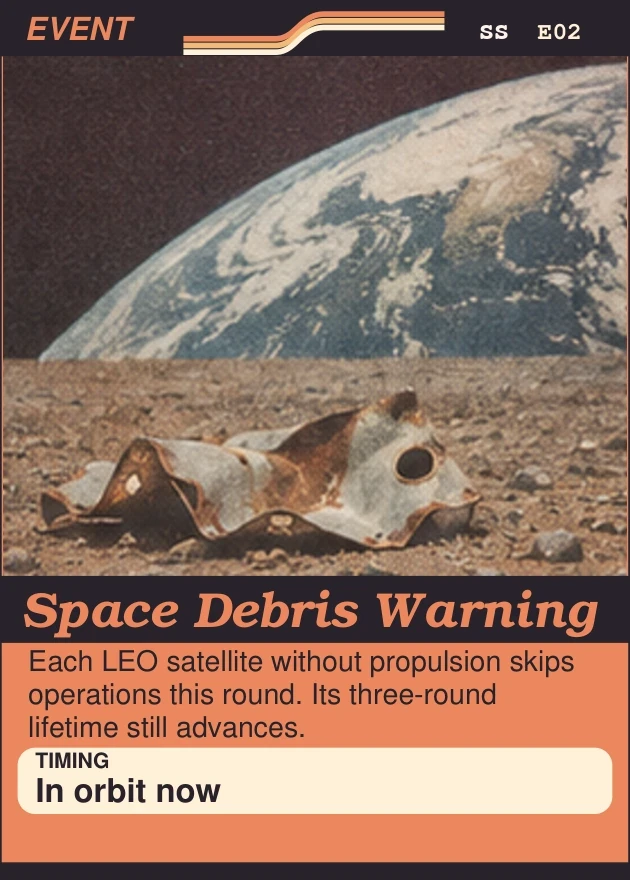 EVENT
SS E02
Space Debris Warning
Each LEO satellite without propulsion skips
operations this round. Its three-round
lifetime still advances.
TIMING
In orbit now